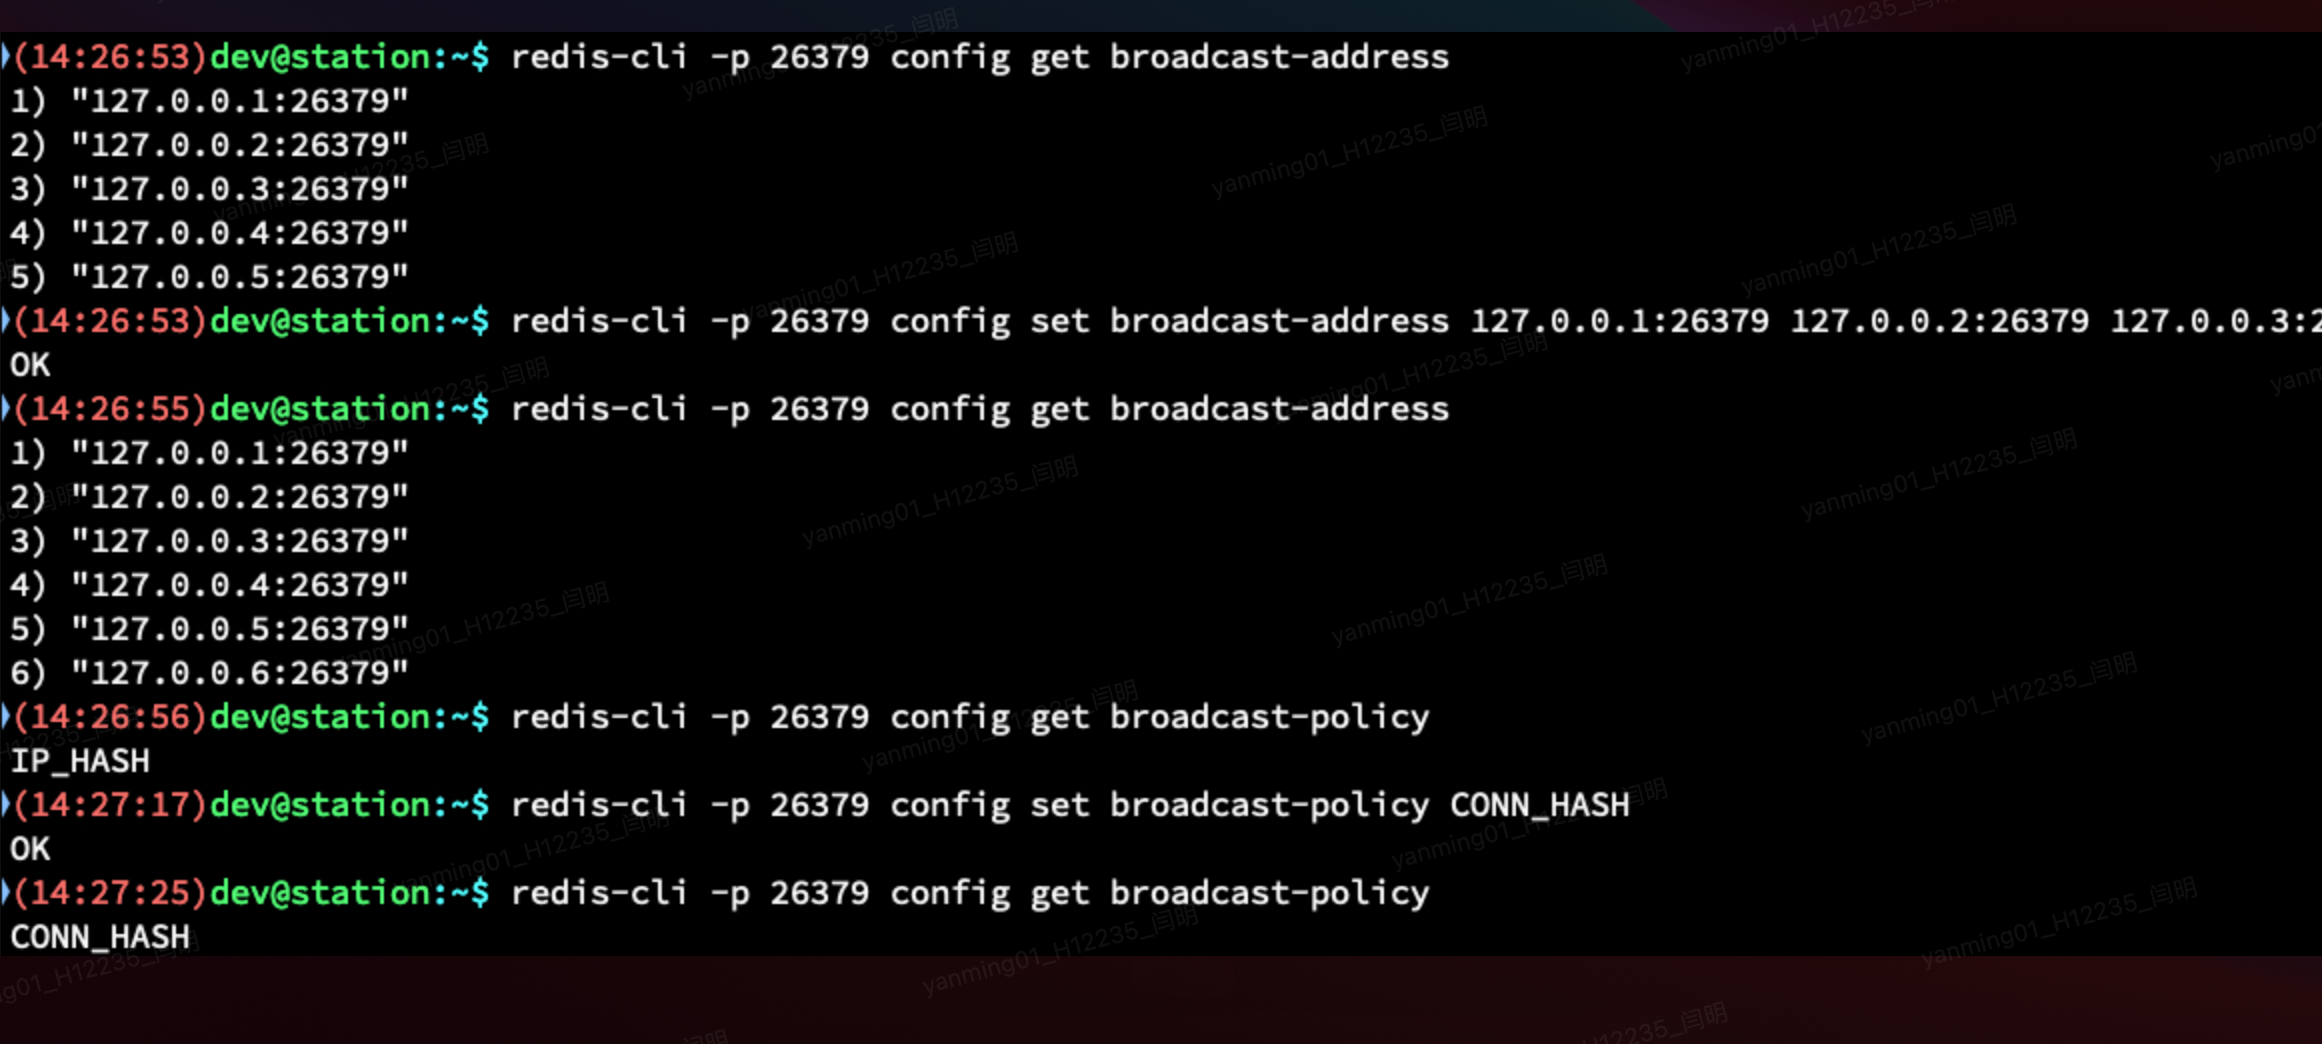 (14:26:53)dev@station:~$ redis-cli -p 26379 config get broadcast-address
1) "127.0.0.1:26379"
2) "127.0.0.2:26379"
3) "127.0.0.3:26379"
4) "127.0.0.4:26379"
5) "127.0.0.5:26379"
(14:26:53)dev@station:~$ redis-cli -p 26379 config set broadcast-address 127.0.0.1:26379 127.0.0.2:26379 127.0.0.3:2
OK
(14:26:55)dev@station:~$ redis-cli -p 26379 config get broadcast-address
1) "127.0.0.1:26379"
2) "127.0.0.2:26379"
3) "127.0.0.3:26379"
4) "127.0.0.4:26379"
5) "127.0.0.5:26379"
6) "127.0.0.6:26379"
(14:26:56)dev@station:~$ redis-cli -p 26379 config get broadcast-policy
IP_HASH
(14:27:17)dev@station:~$ redis-cli -p 26379 config set broadcast-policy CONN_HASH
OK
(14:27:25)dev@station:~$ redis-cli -p 26379 config get broadcast-policy
CONN_HASH
yanming01_H12235_闫明